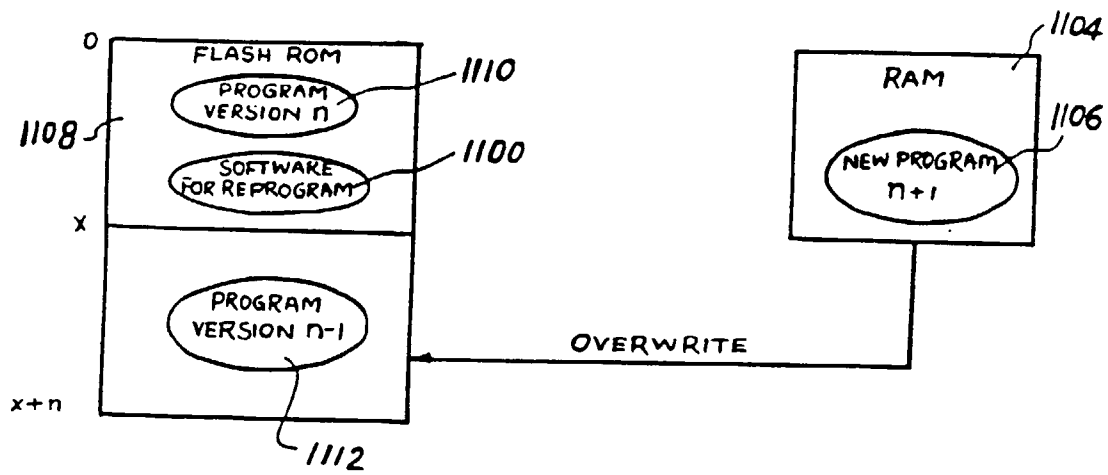 0
FLASH ROM
PROGRAM
VERSION n
1110
1108
SOFTWARE
FOR REPROGRAM
1100
x
PROGRAM
VERSION n-1
1112
x+n
OVERWRITE
RAM
1104
NEW PROGRAM
n+1
1106